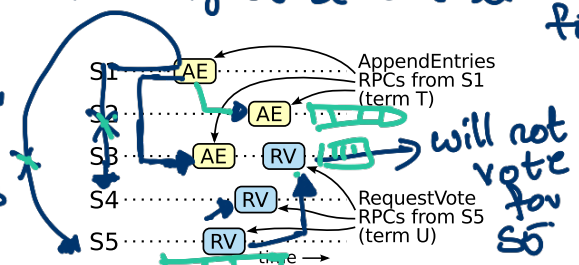 fi
S1 AE AppendEntries
RPCs from S1
(term T)
S2 AE
S3 AE RV will not
vote
S4 RV RequestVote for
RPCs from S5 S5
S5 RV (term U)
time